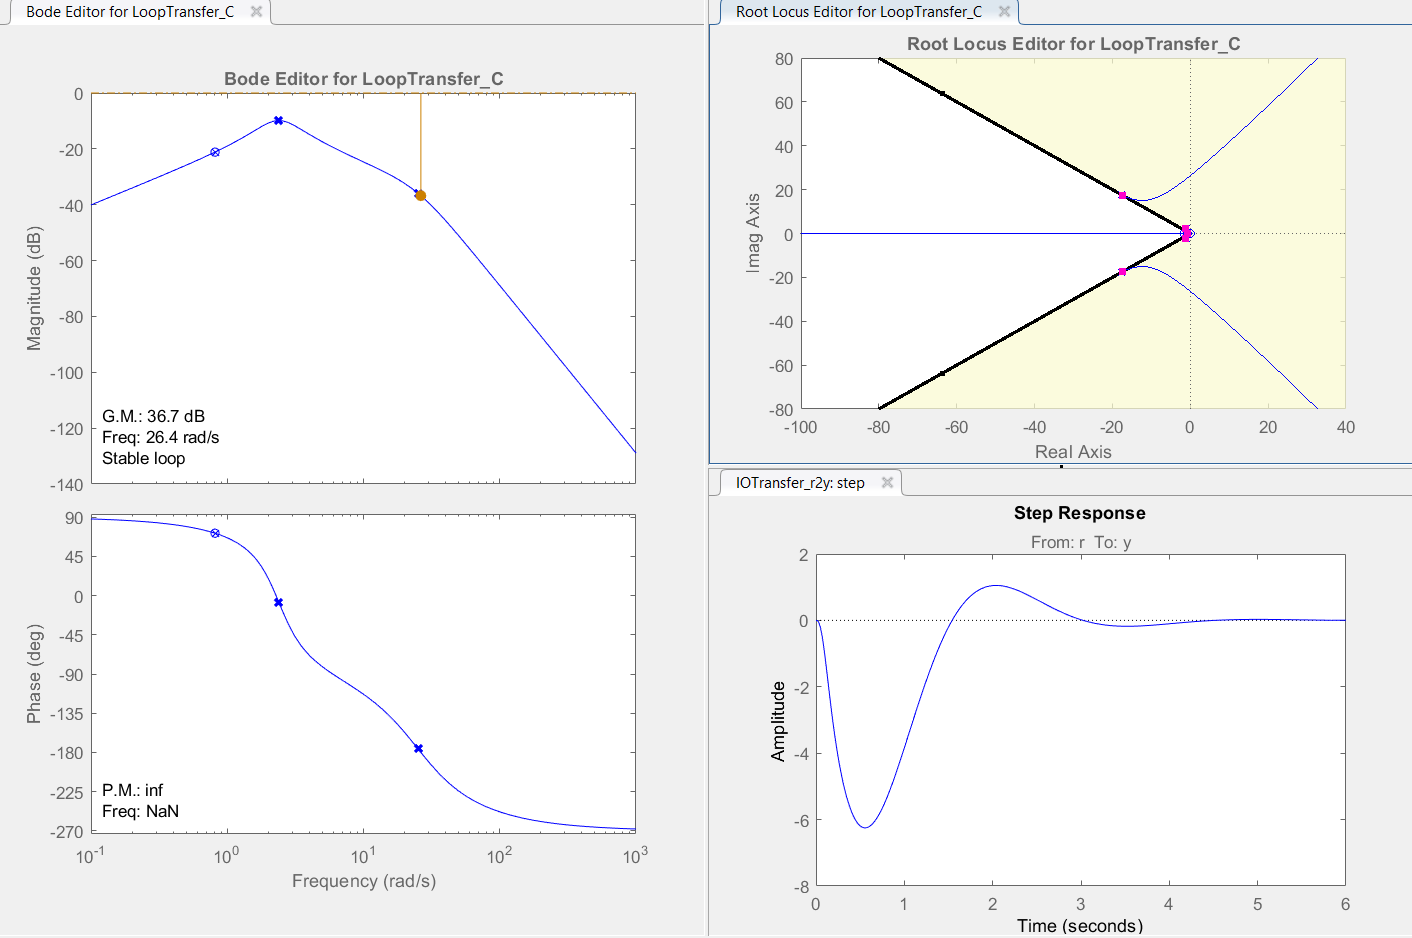 Bode Editor for LoopTransfer_C
Bode Editor for LoopTransfer_C
0
-20
-40
-60
-80
-100
-120
-140
Magnitude (dB)
G.M.: 36.7 dB
Freq: 26.4 rad/s
Stable loop
90
45
0
-45
-90
-135
-180
-225
-270
Phase (deg)
P.M.: inf
Freq: NaN
10^-1 10^0 10^1 10^2 10^3
Frequency (rad/s)
Root Locus Editor for LoopTransfer_C
Root Locus Editor for LoopTransfer_C
80
60
40
20
0
-20
-40
-60
-80
Imag Axis
-100 -80 -60 -40 -20 0 20 40
Real Axis
IOTransfer_r2y: step
Step Response
From: r To: y
2
0
-2
-4
-6
-8
Amplitude
0 1 2 3 4 5 6
Time (seconds)